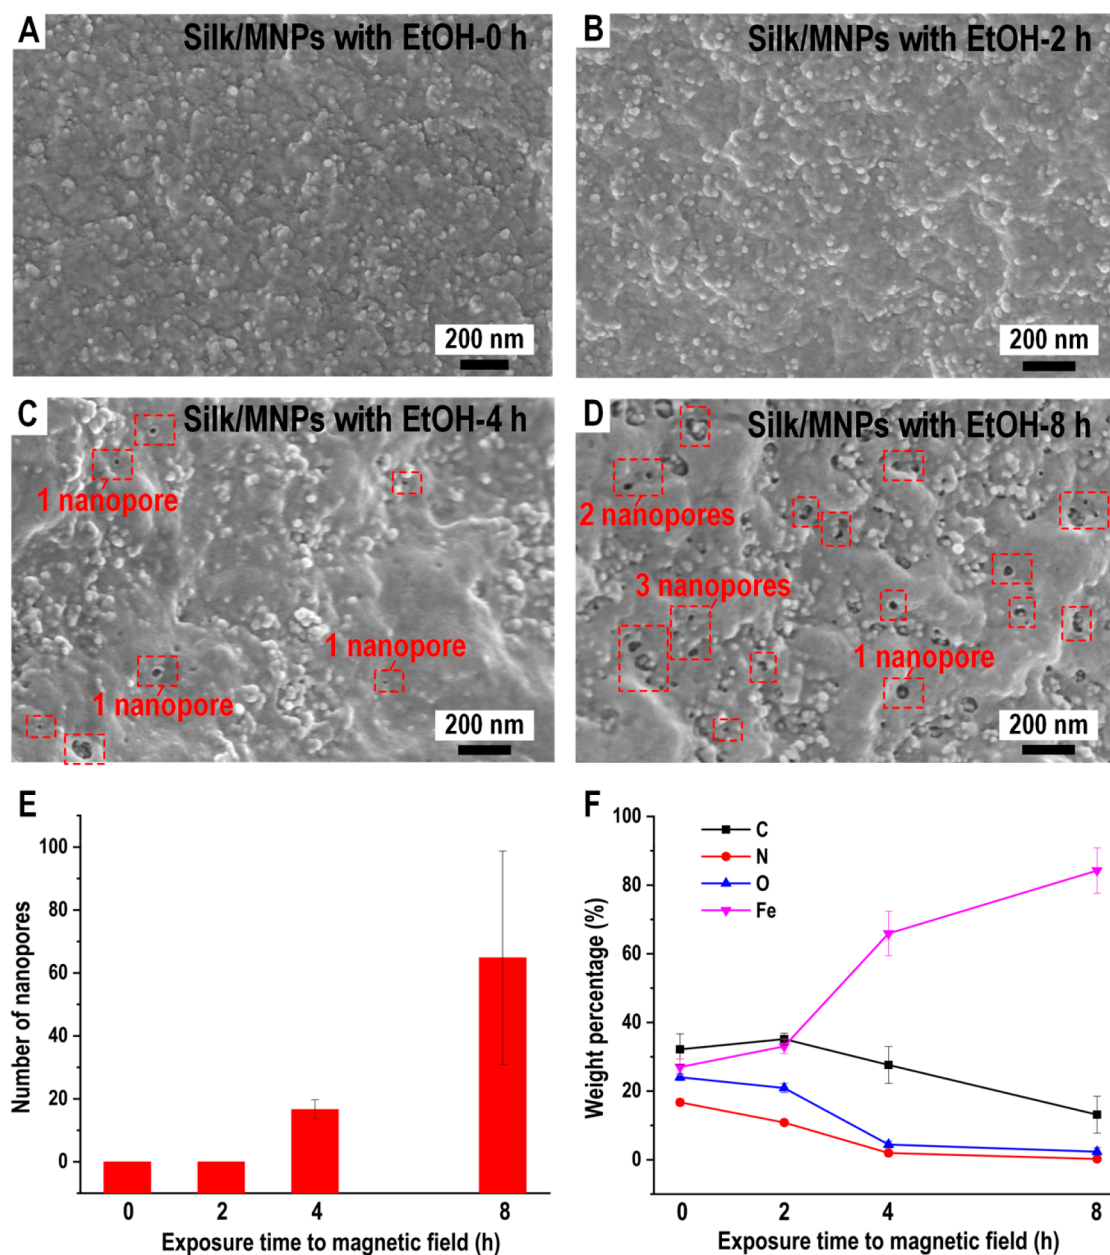 A
Silk/MNPs with EtOH-0 h
200 nm
B
Silk/MNPs with EtOH-2 h
200 nm
C
Silk/MNPs with EtOH-4 h
1 nanopore
1 nanopore
1 nanopore
200 nm
D
Silk/MNPs with EtOH-8 h
2 nanopores
3 nanopores
1 nanopore
200 nm
E
Number of nanopores
100
80
60
40
20
0
0 2 4 8
Exposure time to magnetic field (h)
F
Weight percentage (%)
100
80
60
40
20
0
C
N
O
Fe
0 2 4 8
Exposure time to magnetic field (h)